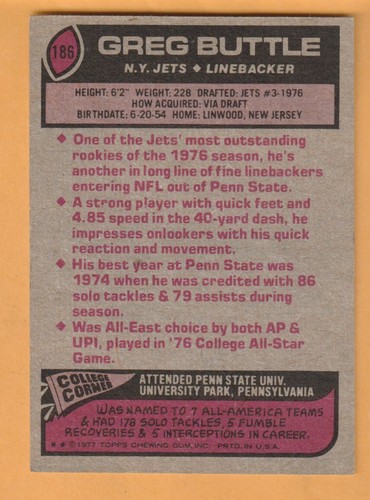 186
GREG BUTTLE
N.Y. JETS ◆ LINEBACKER
HEIGHT: 6'2" WEIGHT: 228 DRAFTED: JETS #3-1976
HOW ACQUIRED: VIA DRAFT
BIRTHDATE: 6-20-54 HOME: LINWOOD, NEW JERSEY
◆ One of the Jets' most outstanding
rookies of the 1976 season, he's
another in long line of fine linebackers
entering NFL out of Penn State.
◆ A strong player with quick feet and
4.85 speed in the 40-yard dash, he
impresses onlookers with his quick
reaction and movement.
◆ His best year at Penn State was
1974 when he was credited with 86
solo tackles & 79 assists during
season.
◆ Was All-East choice by both AP &
UPI, played in '76 College All-Star
Game.
COLLEGE
CORNER
ATTENDED PENN STATE UNIV.
UNIVERSITY PARK, PENNSYLVANIA
WAS NAMED TO 7 ALL-AMERICA TEAMS
& HAD 178 SOLO TACKLES, 5 FUMBLE
RECOVERIES & 5 INTERCEPTIONS IN CAREER.
★★ © 1977 TOPPS CHEWING GUM, INC. PRTD. IN U.S.A.